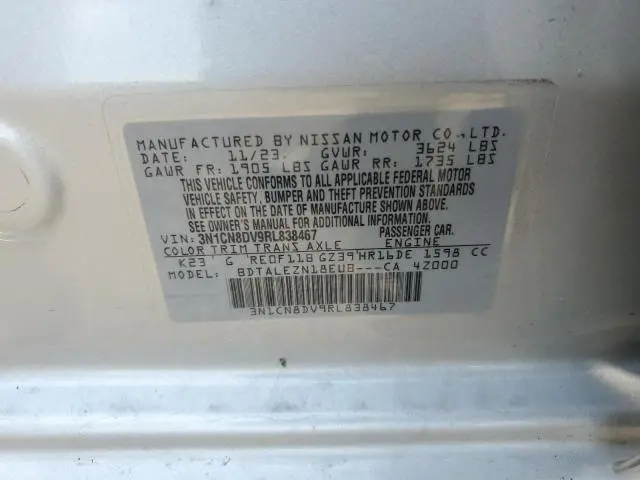 MANUFACTURED BY NISSAN MOTOR CO.,LTD.
DATE: 11/23 GVWR: 3624 LBS
GAWR FR: 1905 LBS GAWR RR: 1735 LBS
THIS VEHICLE CONFORMS TO ALL APPLICABLE FEDERAL MOTOR
VEHICLE SAFETY, BUMPER AND THEFT PREVENTION STANDARDS
IN EFFECT ON THE DATE OF MANUFACTURE SHOWN ABOVE.
SEE OWNER'S MANUAL FOR ADDITIONAL INFORMATION.
VIN: 3N1CN8DV9RL838467 PASSENGER CAR.
COLOR TRIM TRANS AXLE ENGINE
K23 G RE0F11B GZ39 HR16DE 1598 CC
BDTALEZN18EUB---CA 4Z000
3N1CN8DV9RL838467